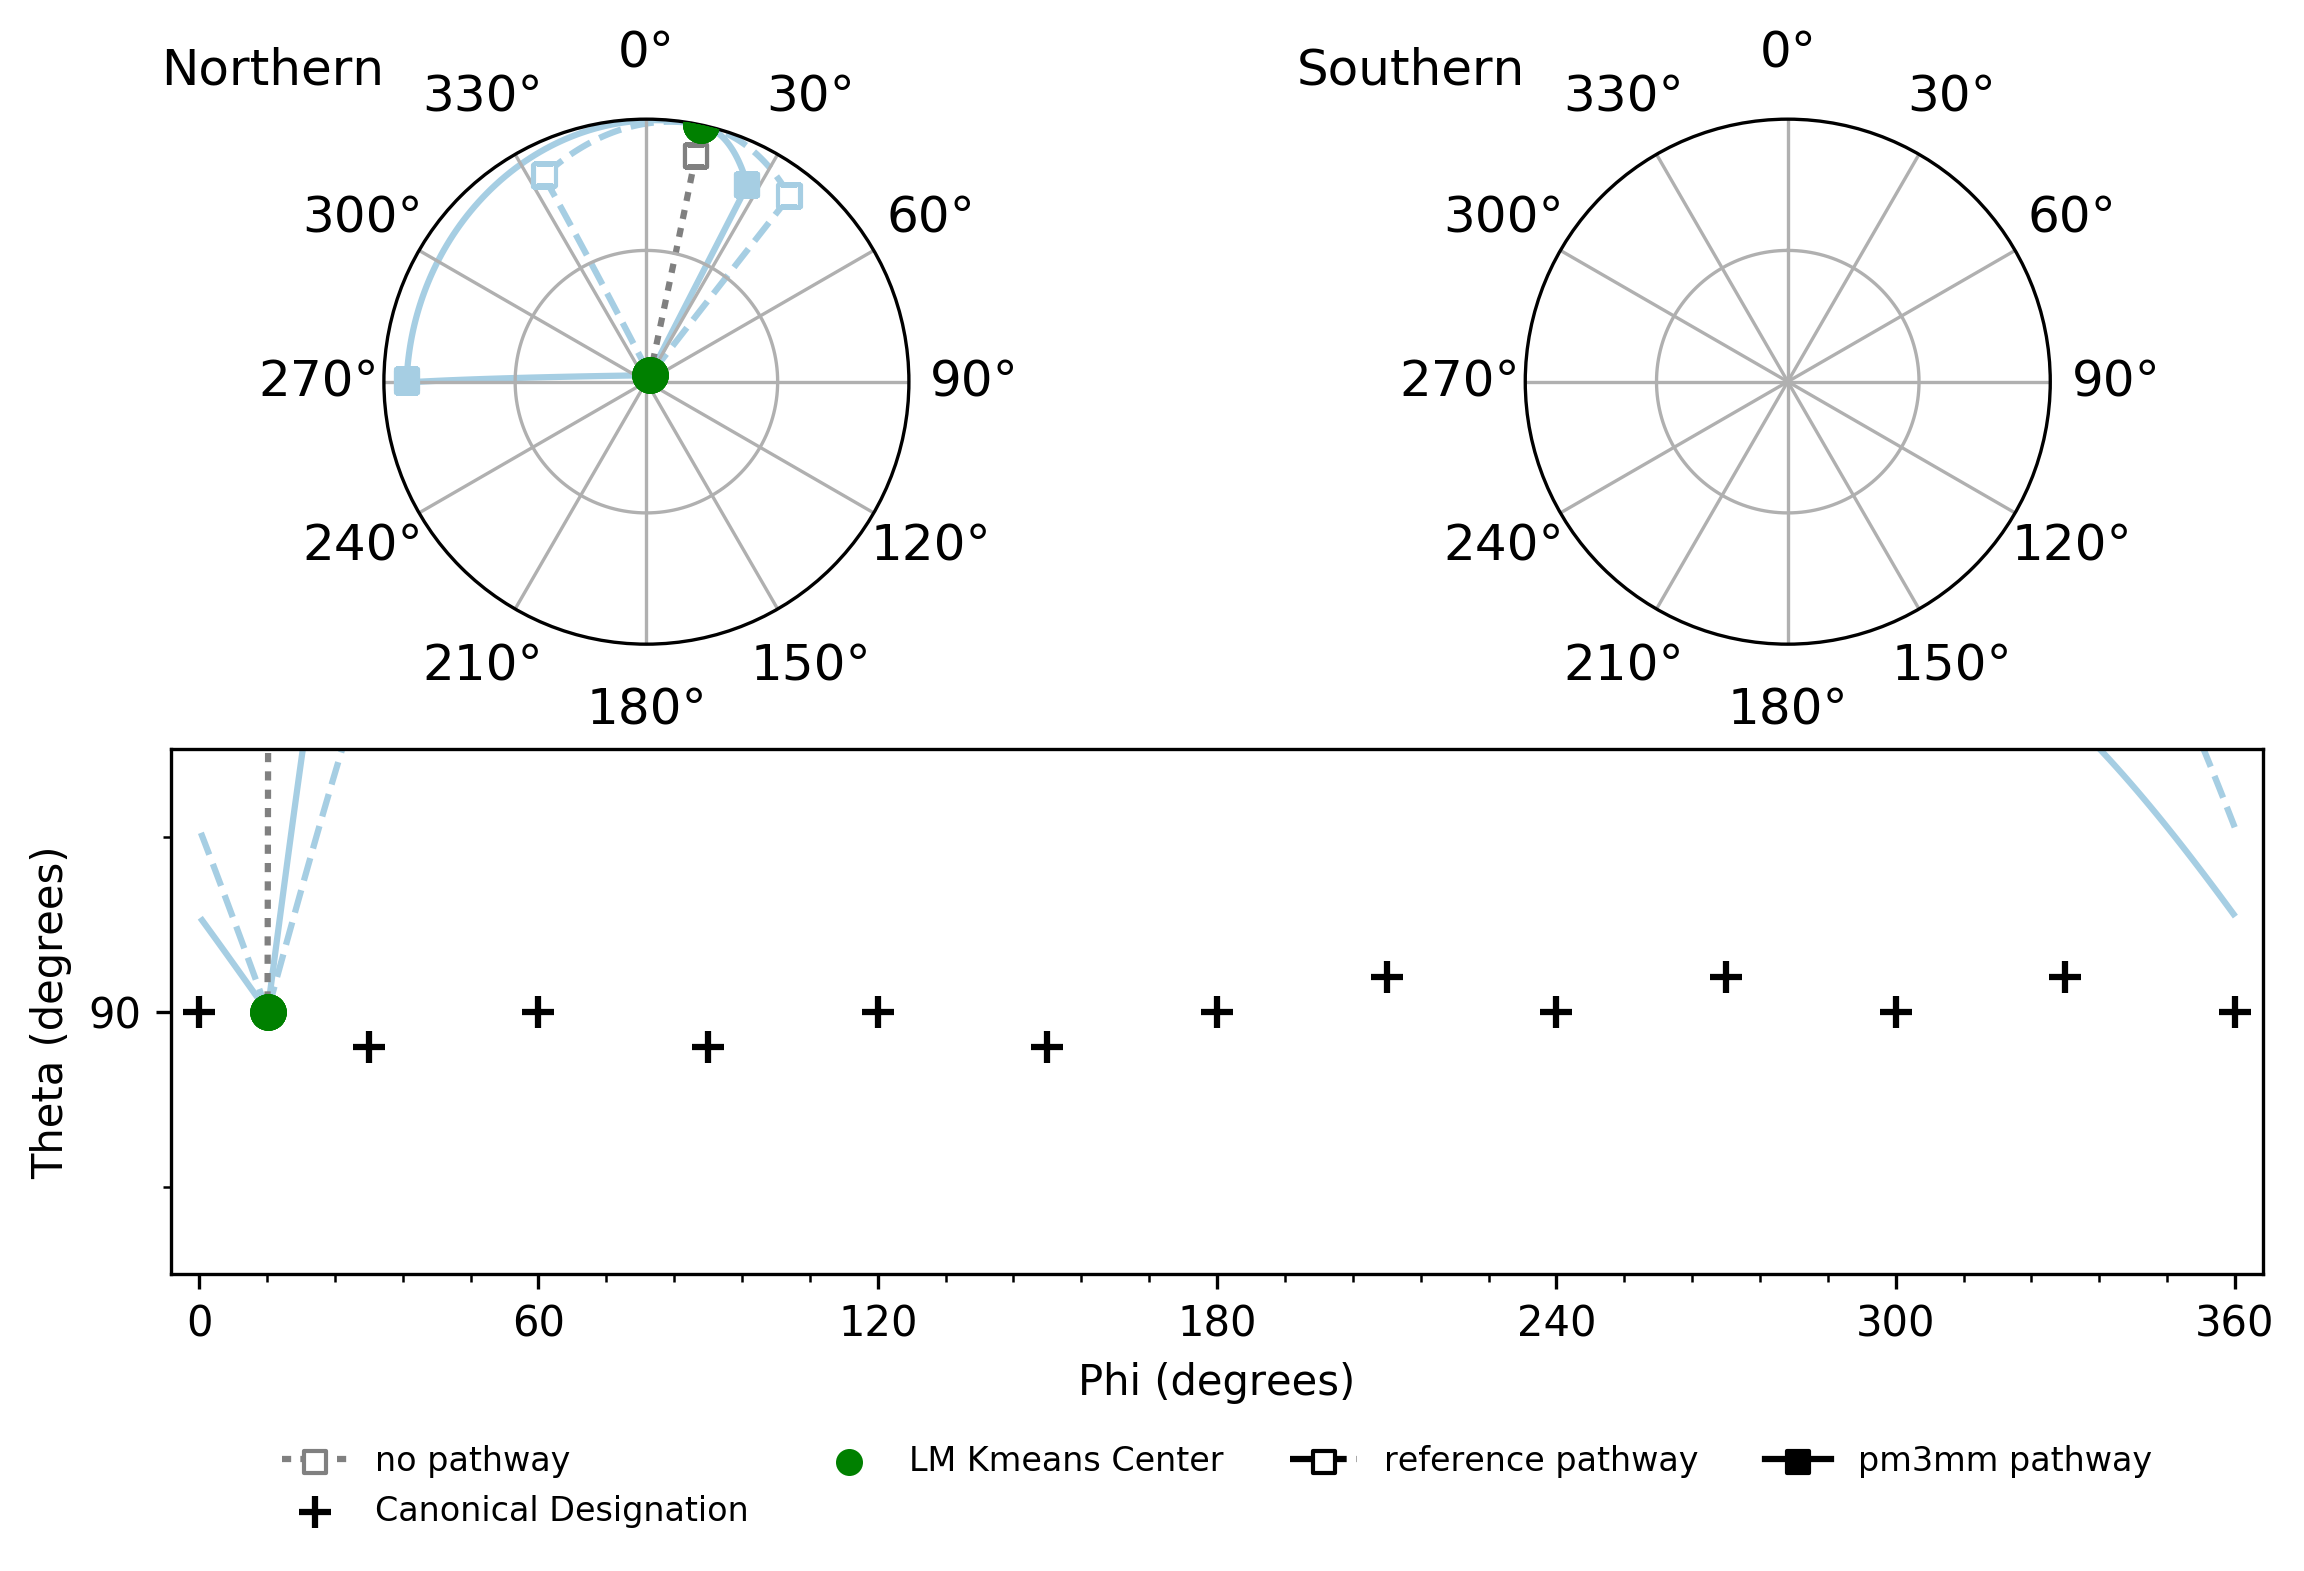 Northern
0°
330°
30°
300°
60°
270°
90°
240°
120°
210°
150°
180°
Southern
0°
330°
30°
300°
60°
270°
90°
240°
120°
210°
150°
180°
Theta (degrees)
90
0 60 120 180 240 300 360
Phi (degrees)
no pathway
Canonical Designation
LM Kmeans Center
reference pathway
pm3mm pathway